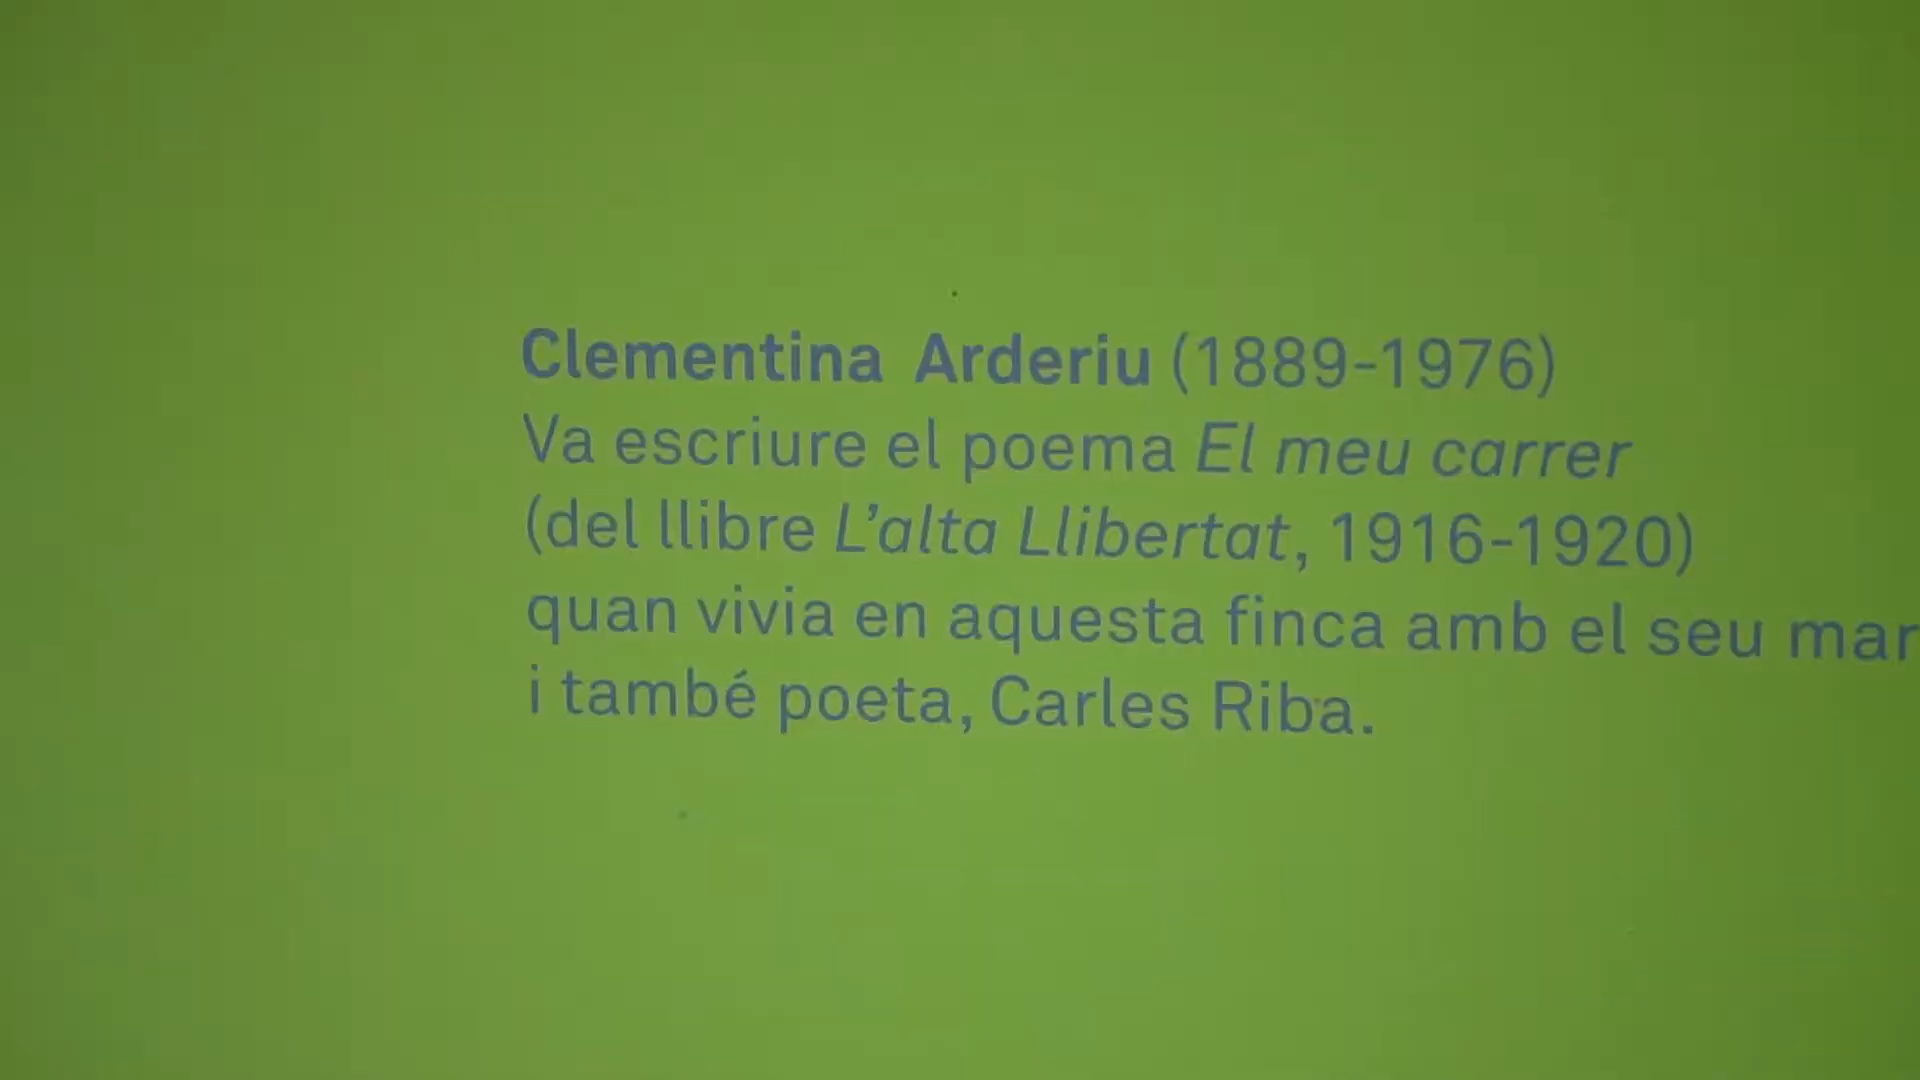 Clementina Arderiu (1889-1976)
Va escriure el poema El meu carrer
(del llibre L'alta Llibertat, 1916-1920)
quan vivia en aquesta finca amb el seu mar
i també poeta, Carles Riba.